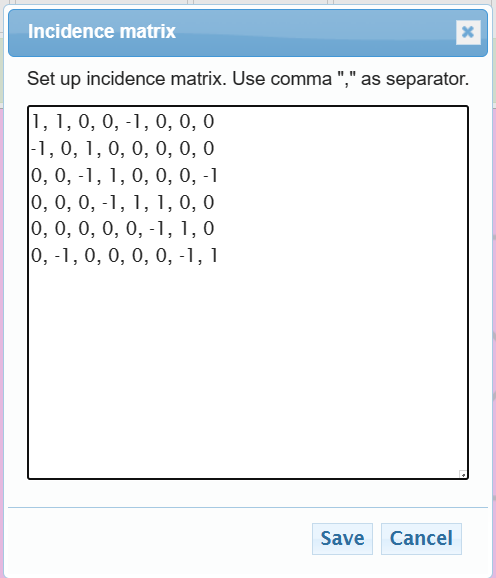 Incidence matrix
Set up incidence matrix. Use comma "," as separator.
1, 1, 0, 0, -1, 0, 0, 0
-1, 0, 1, 0, 0, 0, 0, 0
0, 0, -1, 1, 0, 0, 0, -1
0, 0, 0, -1, 1, 1, 0, 0
0, 0, 0, 0, 0, -1, 1, 0
0, -1, 0, 0, 0, 0, -1, 1
Save Cancel